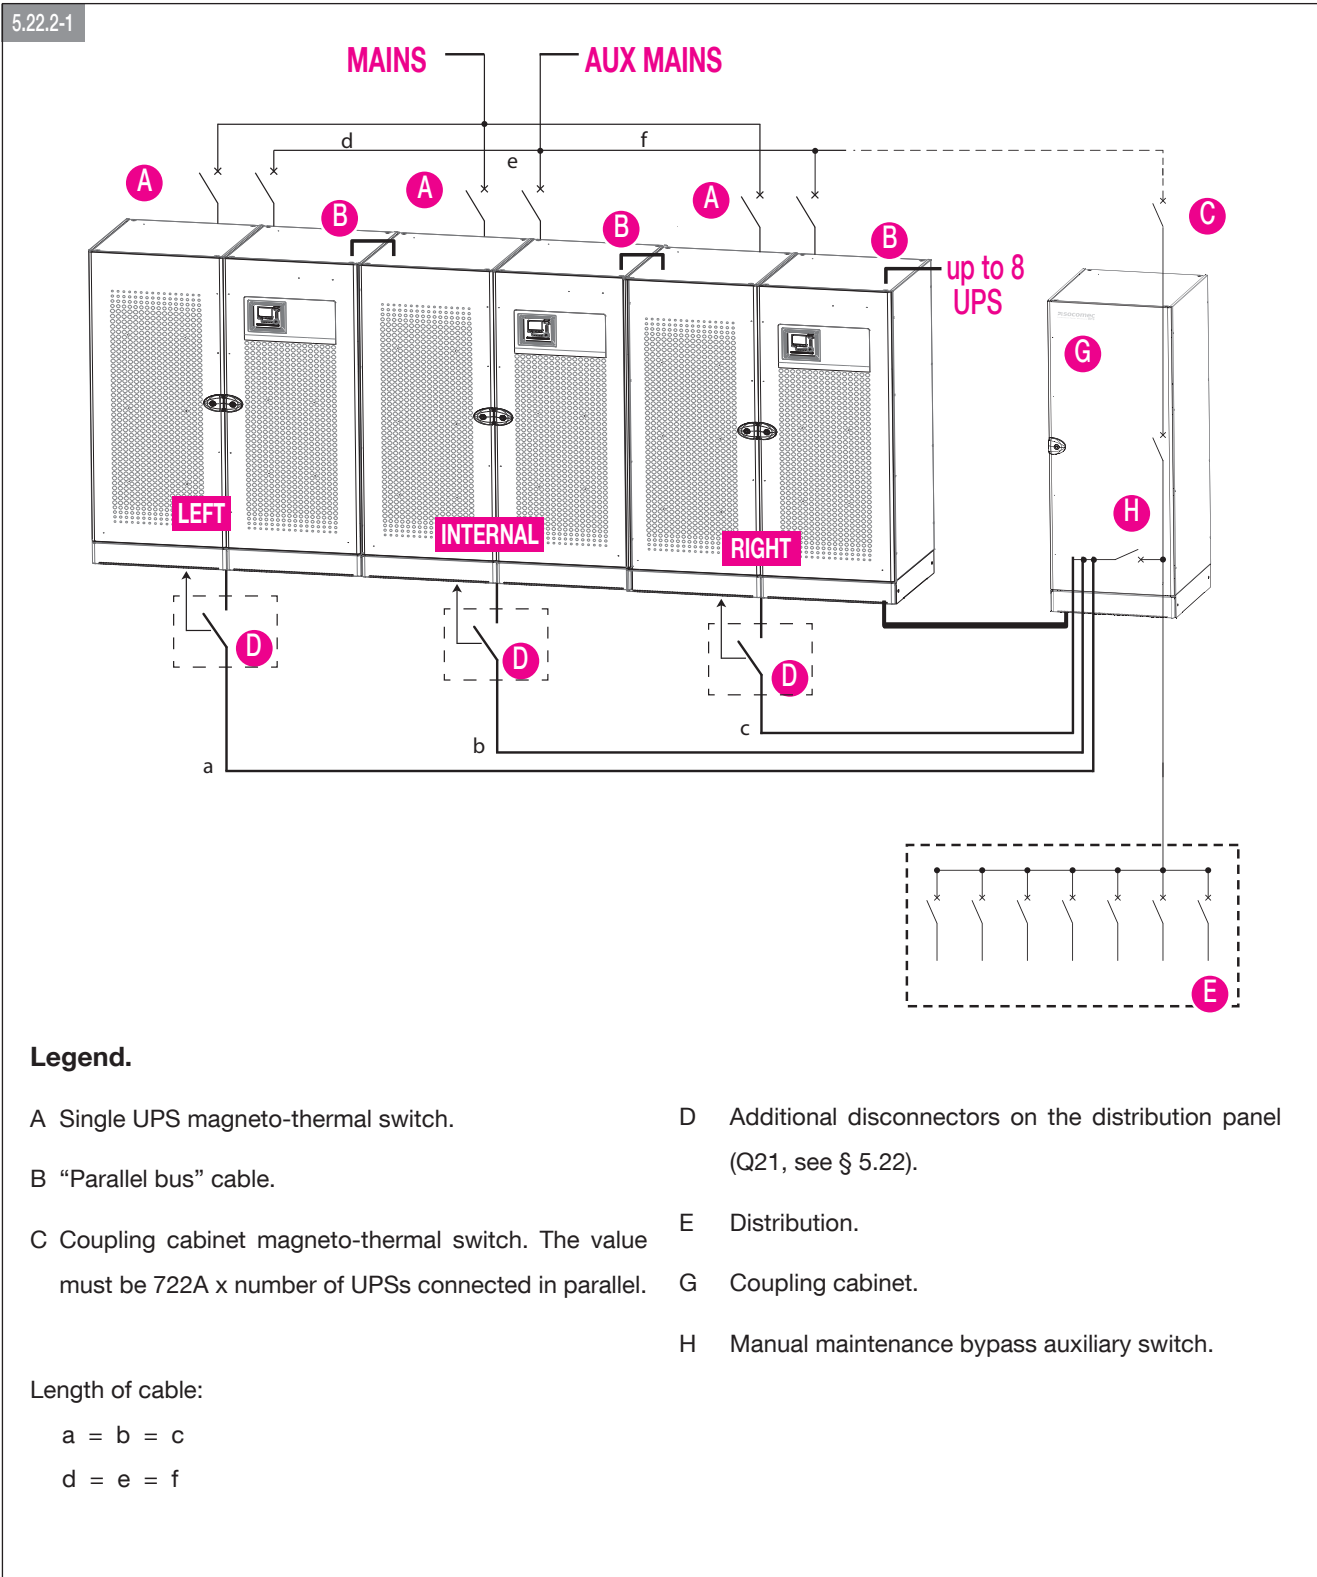 5.22.2-1
MAINS
AUX MAINS
d
f
e
A
A
A
C
B
B
B
up to 8
UPS
socomec
G
H
LEFT
INTERNAL
RIGHT
D
D
D
c
b
a
E
Legend.
A Single UPS magneto-thermal switch.
B “Parallel bus” cable.
C Coupling cabinet magneto-thermal switch. The value
must be 722A x number of UPSs connected in parallel.
D Additional disconnectors on the distribution panel
(Q21, see § 5.22).
E Distribution.
G Coupling cabinet.
H Manual maintenance bypass auxiliary switch.
Length of cable:
a = b = c
d = e = f